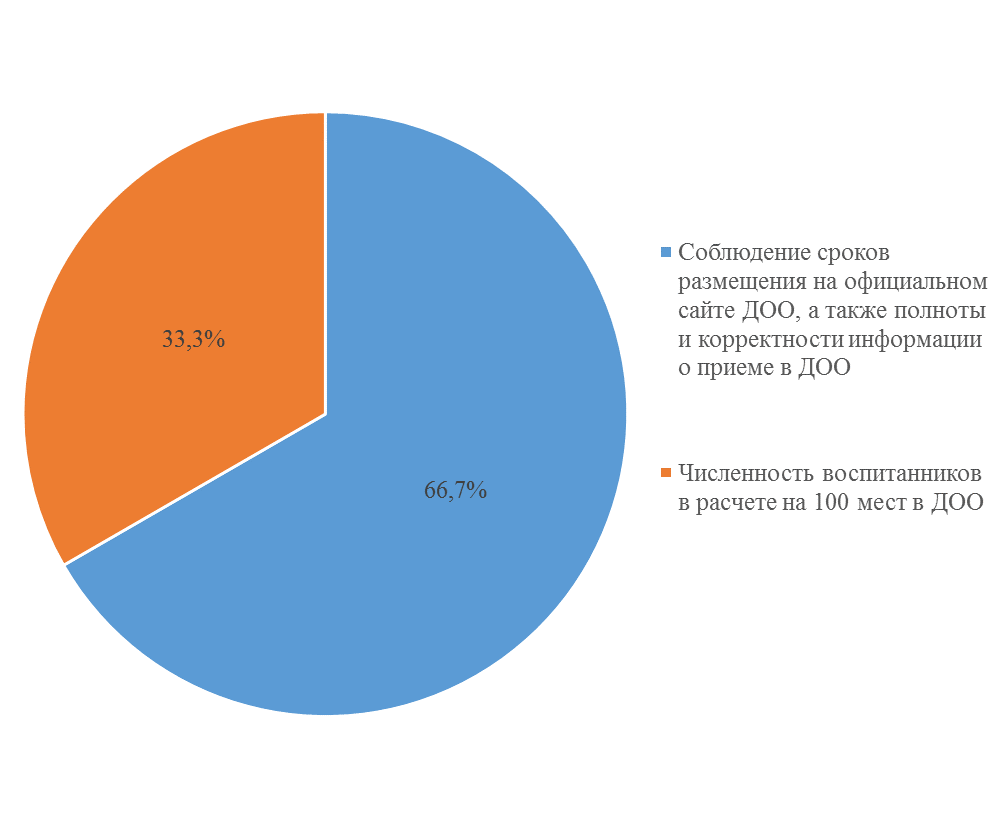 33,3%
66,7%
Соблюдение сроков
размещения на официальном
сайте ДОО, а также полноты
и корректности информации
о приеме в ДОО
Численность воспитанников
в расчете на 100 мест в ДОО